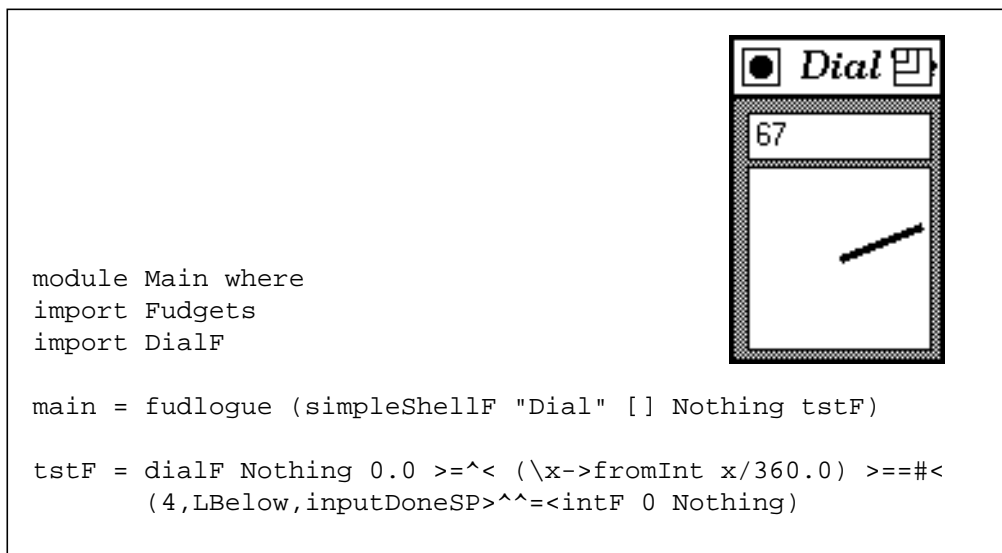 Dial
67
module Main where
import Fudgets
import DialF
main = fudlogue (simpleShellF "Dial" [] Nothing tstF)
tstF = dialF Nothing 0.0 >=^< (\x->fromInt x/360.0) >==#<
(4,LBelow,inputDoneSP>^^=<intF 0 Nothing)